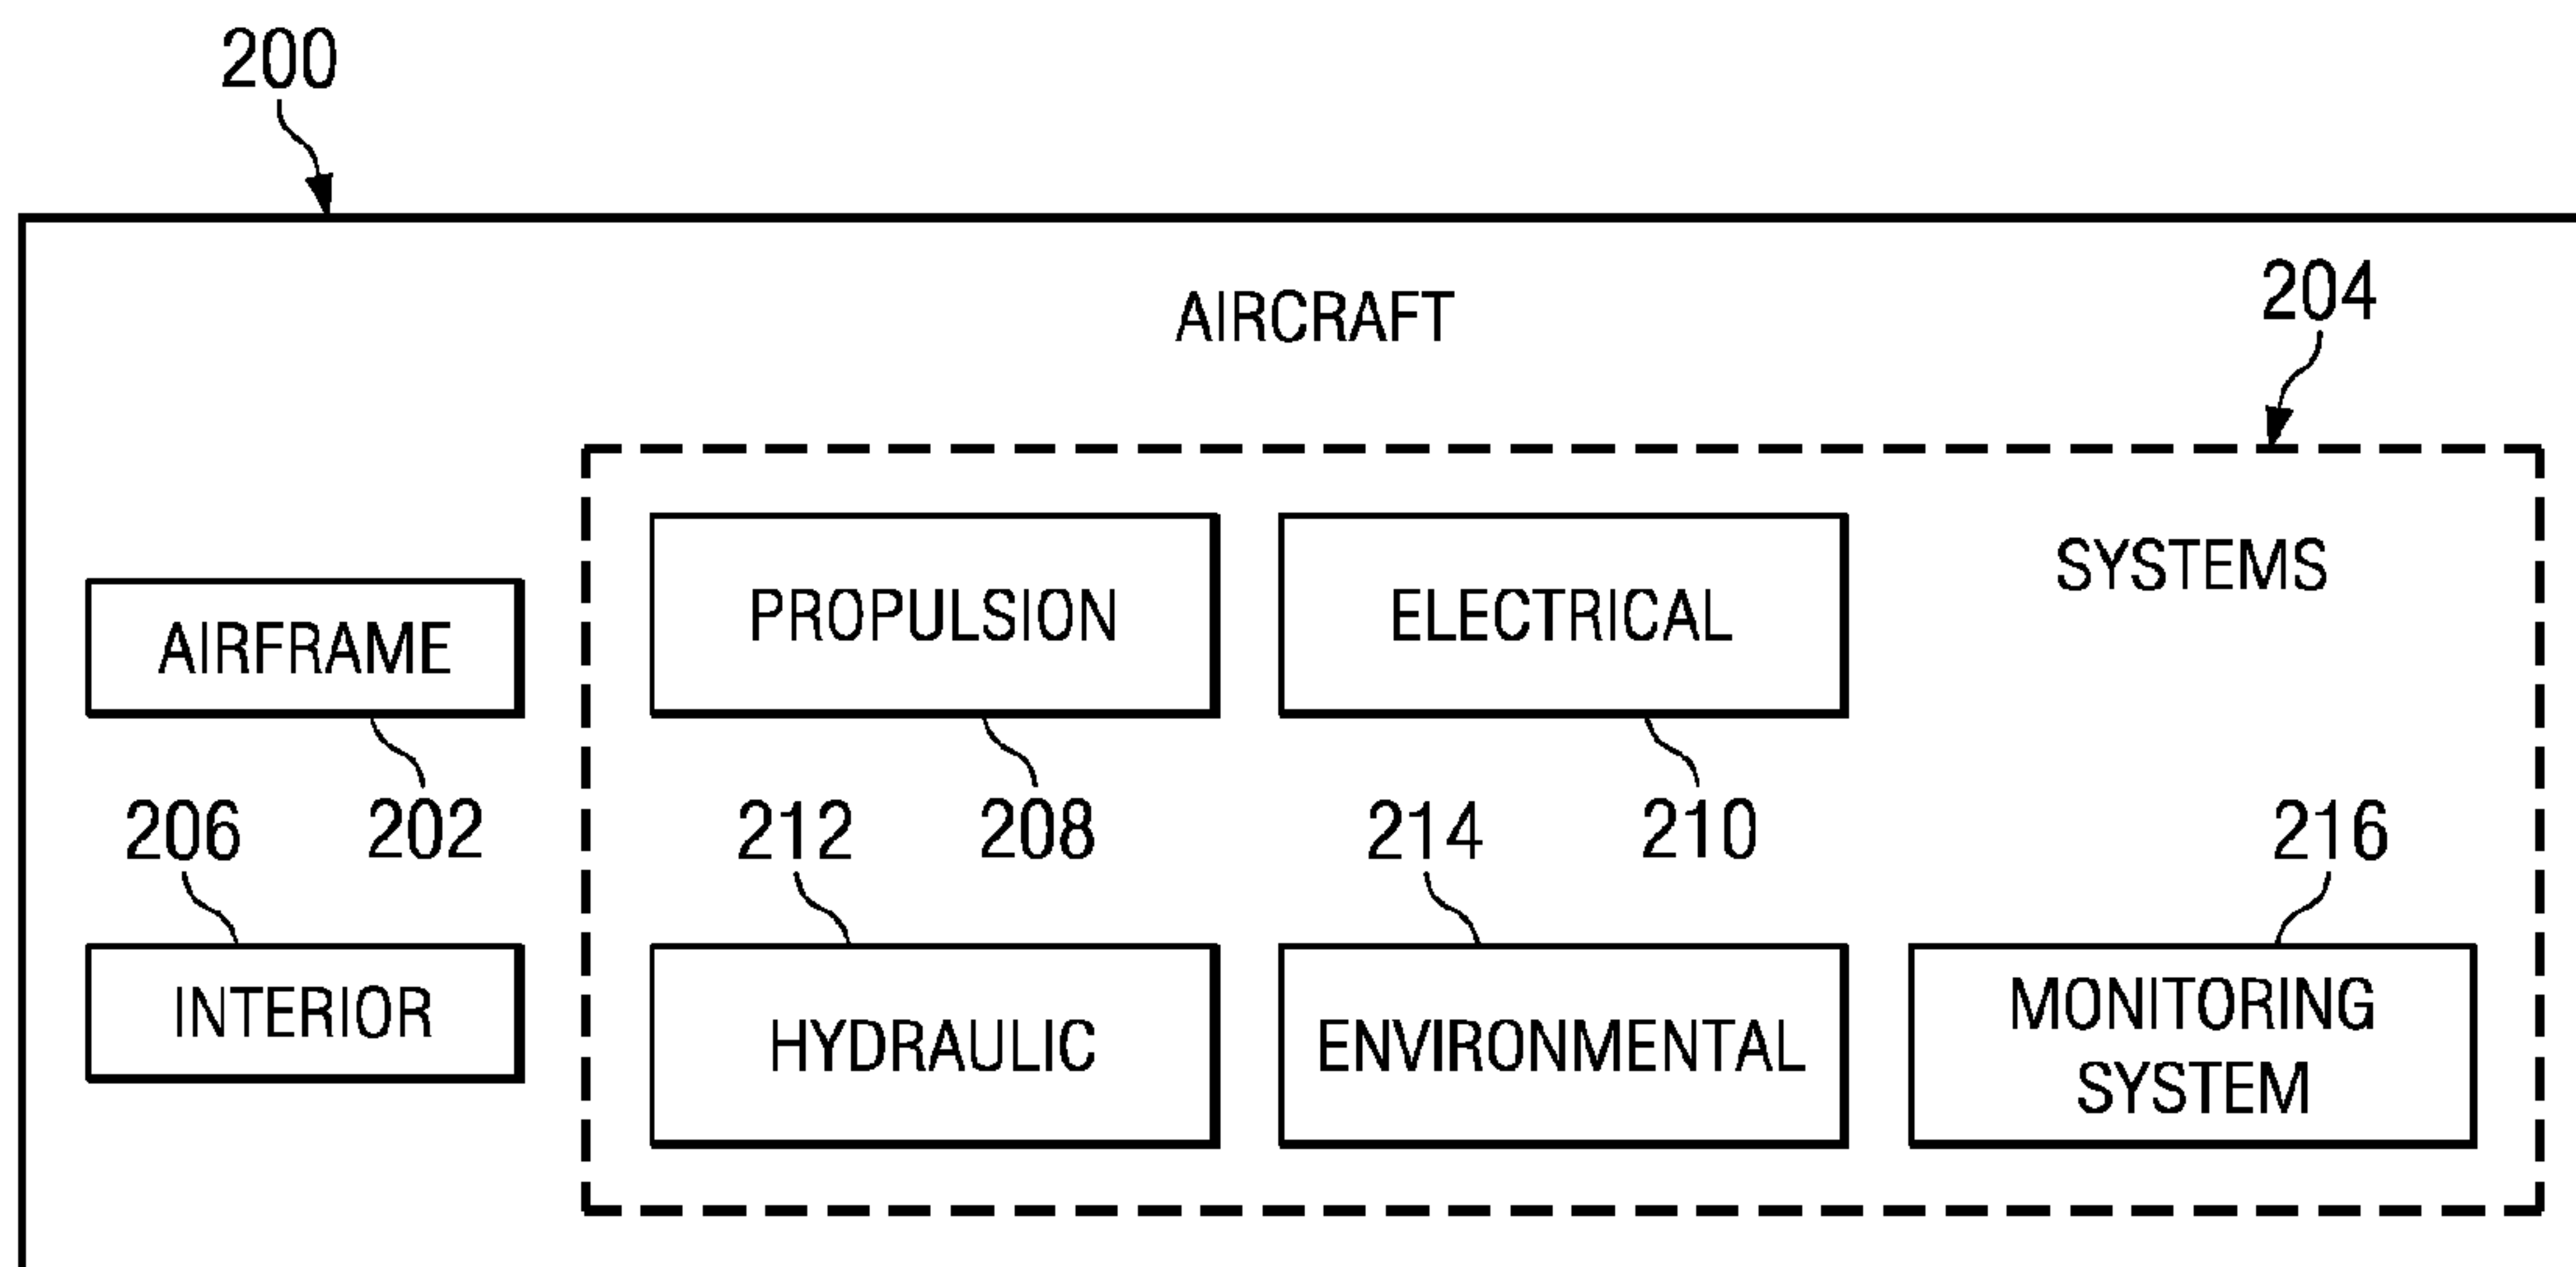 200
AIRCRAFT
204
SYSTEMS
PROPULSION
ELECTRICAL
AIRFRAME
206
202
212
208
214
210
216
INTERIOR
HYDRAULIC
ENVIRONMENTAL
MONITORING
SYSTEM